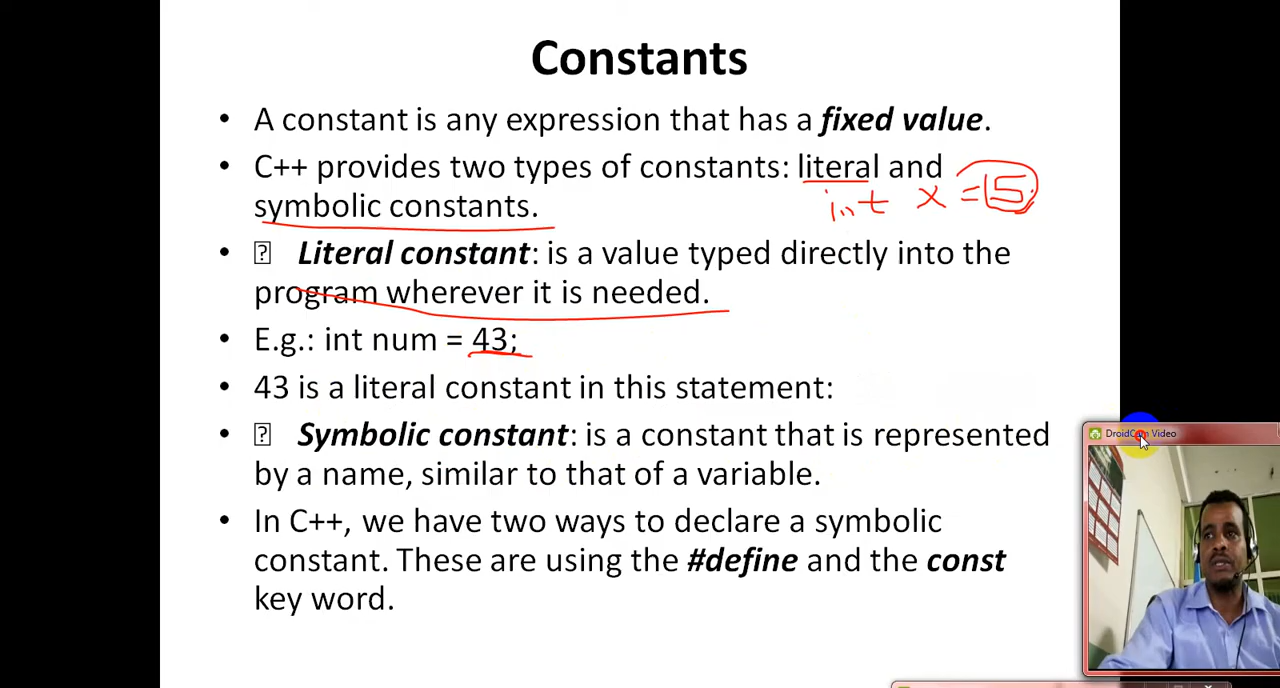 Constants
• A constant is any expression that has a fixed value.
• C++ provides two types of constants: literal and
symbolic constants.
int x = 5
• Literal constant: is a value typed directly into the
program wherever it is needed.
• E.g.: int num = 43;
• 43 is a literal constant in this statement:
• Symbolic constant: is a constant that is represented
by a name, similar to that of a variable.
• In C++, we have two ways to declare a symbolic
constant. These are using the #define and the const
key word.
DroidCam Video